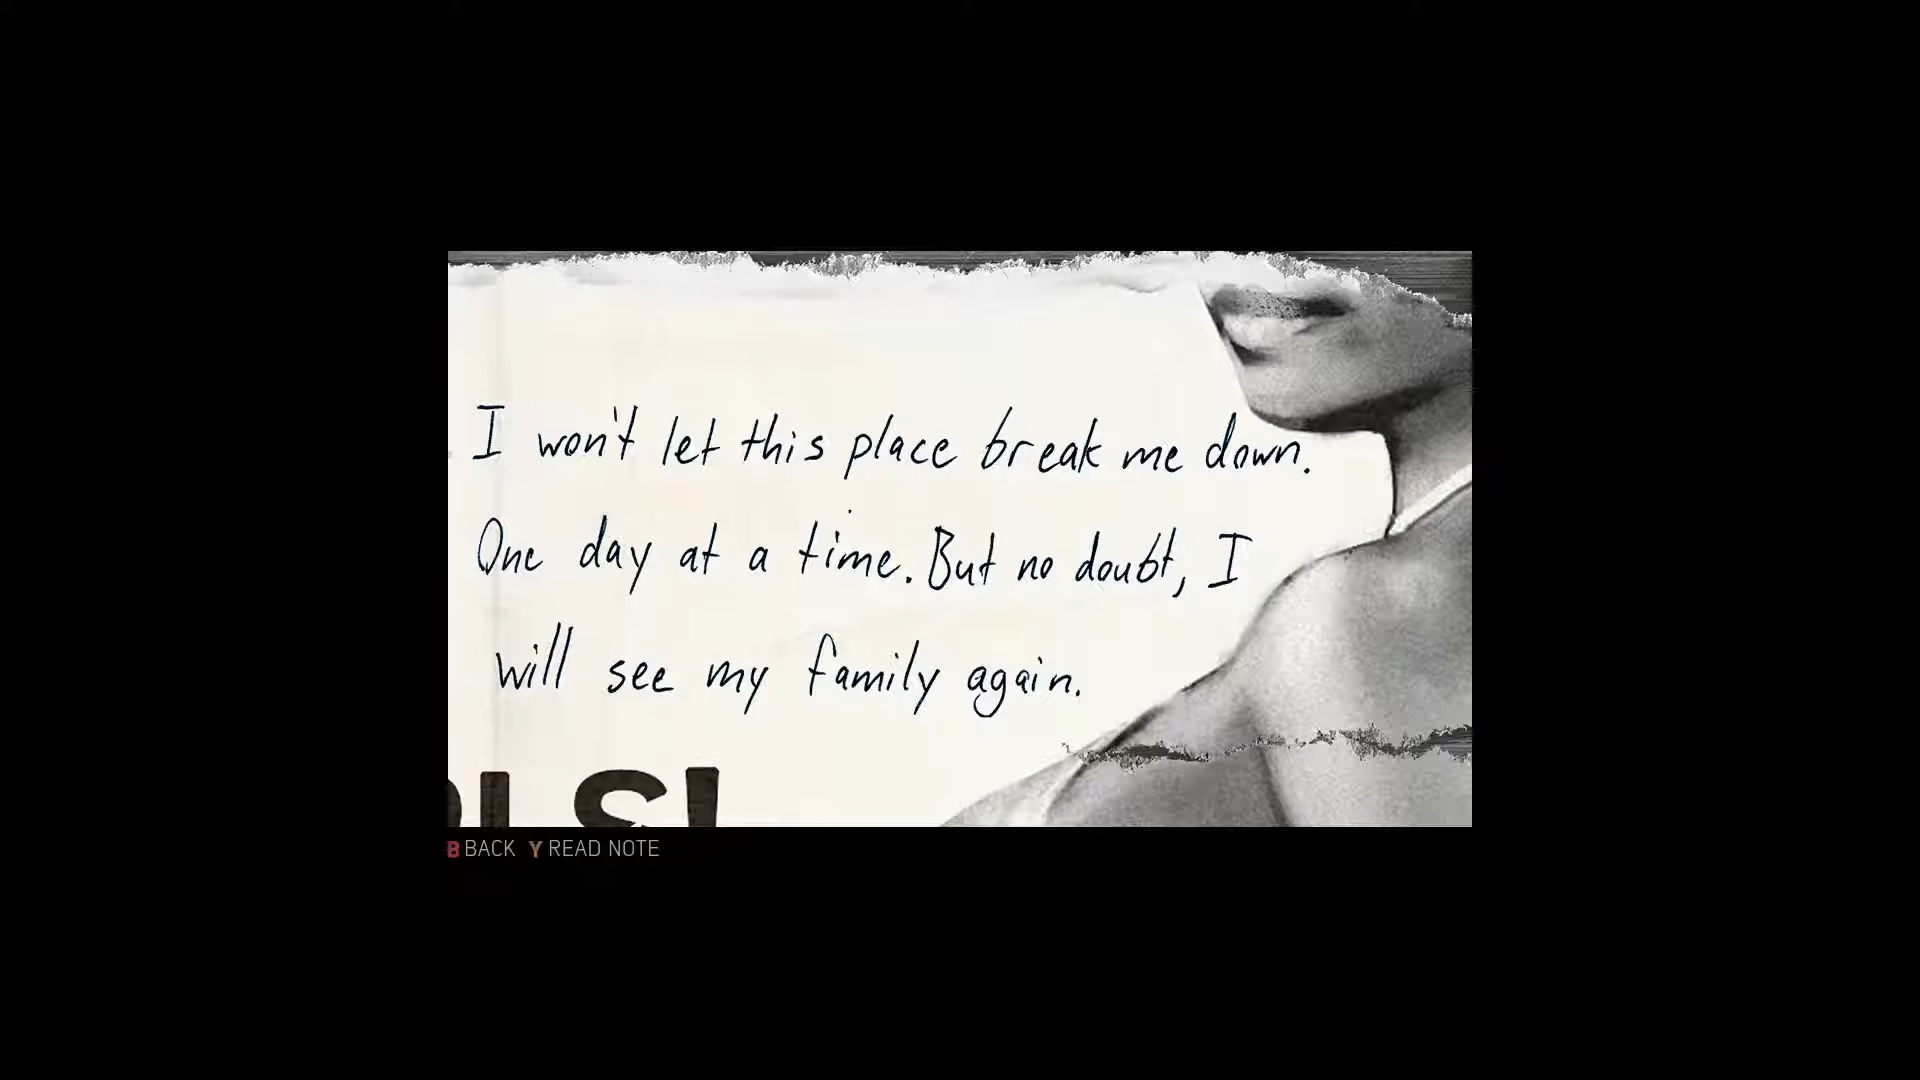 I won't let this place break me down.
One day at a time. But no doubt, I
will see my family again.
LS!
B BACK Y READ NOTE